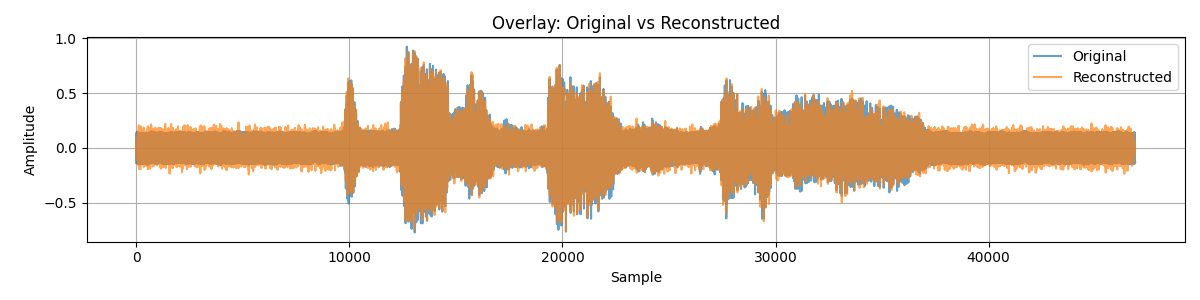 Overlay: Original vs Reconstructed
1.0
0.5
0.0
−0.5
Amplitude
Original
Reconstructed
0
10000
20000
30000
40000
Sample